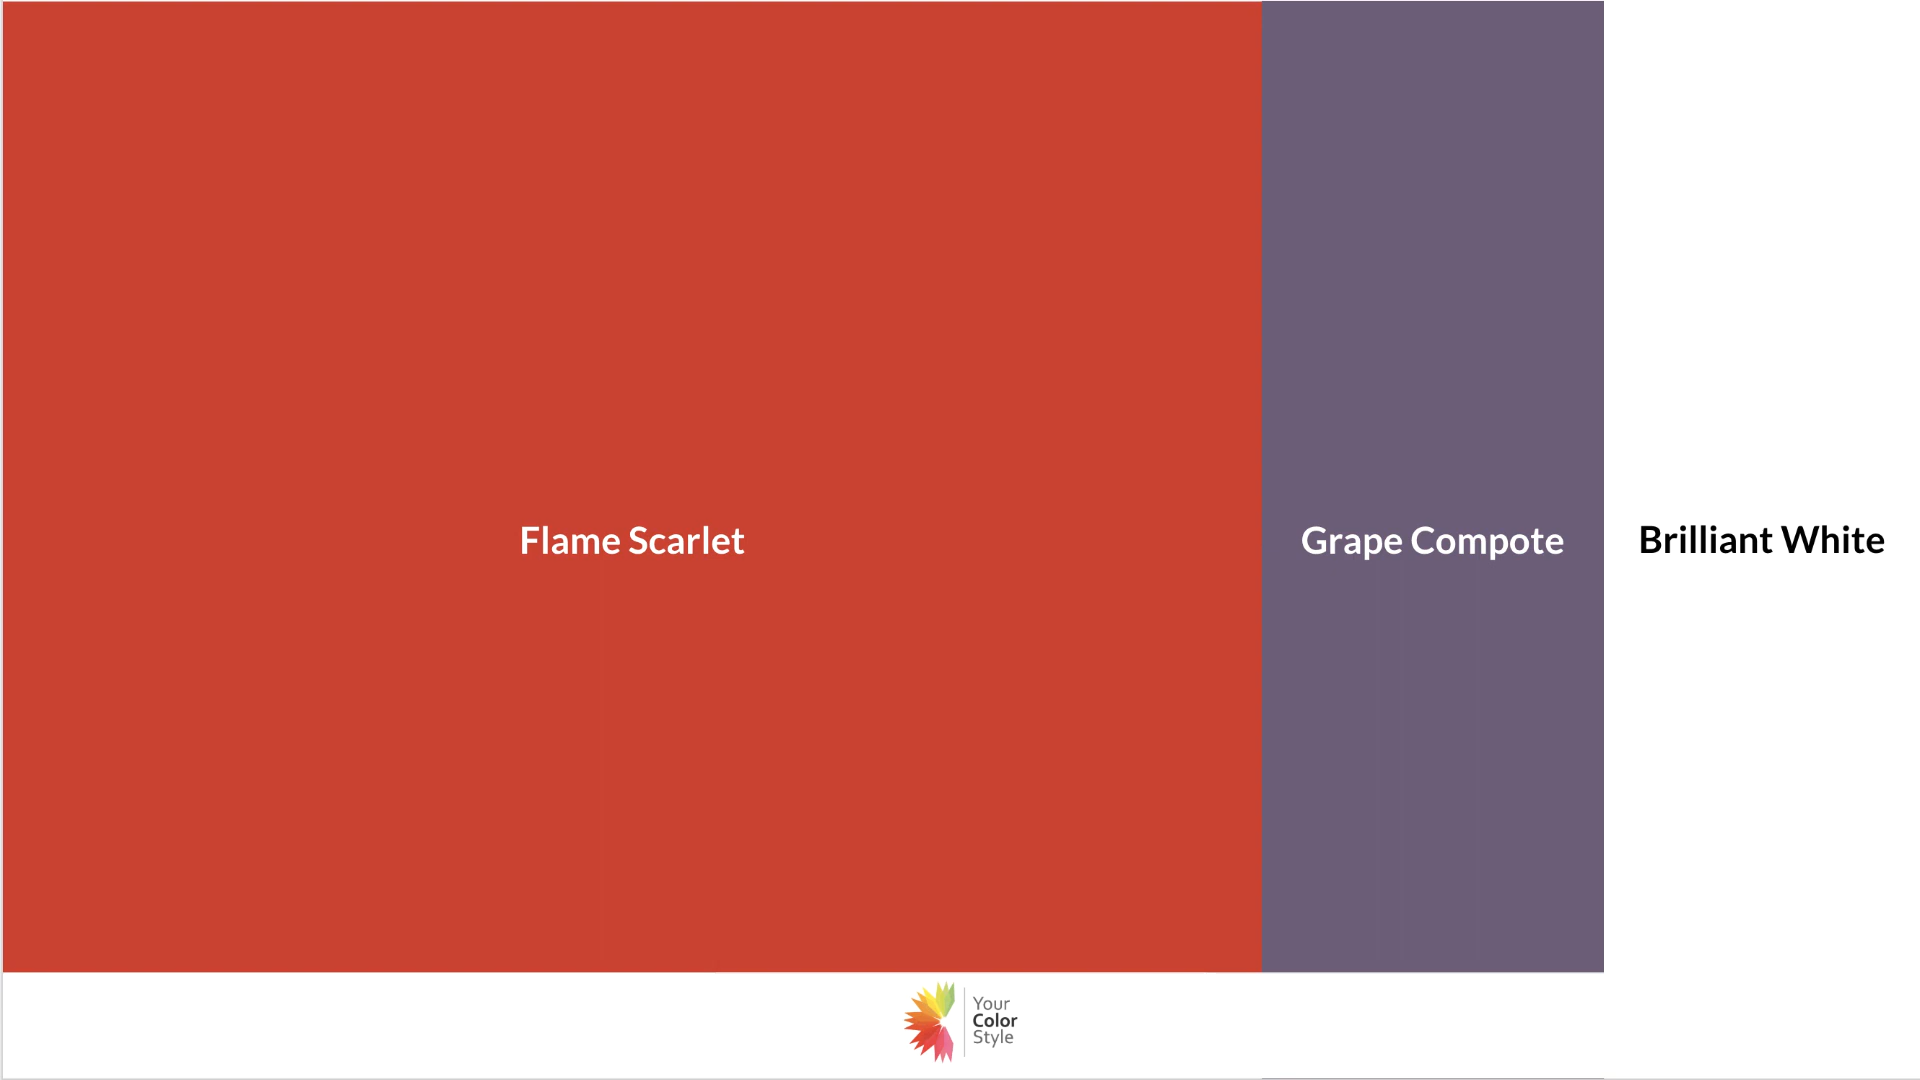 Flame Scarlet
Grape Compote
Brilliant White
Your
Color
Style